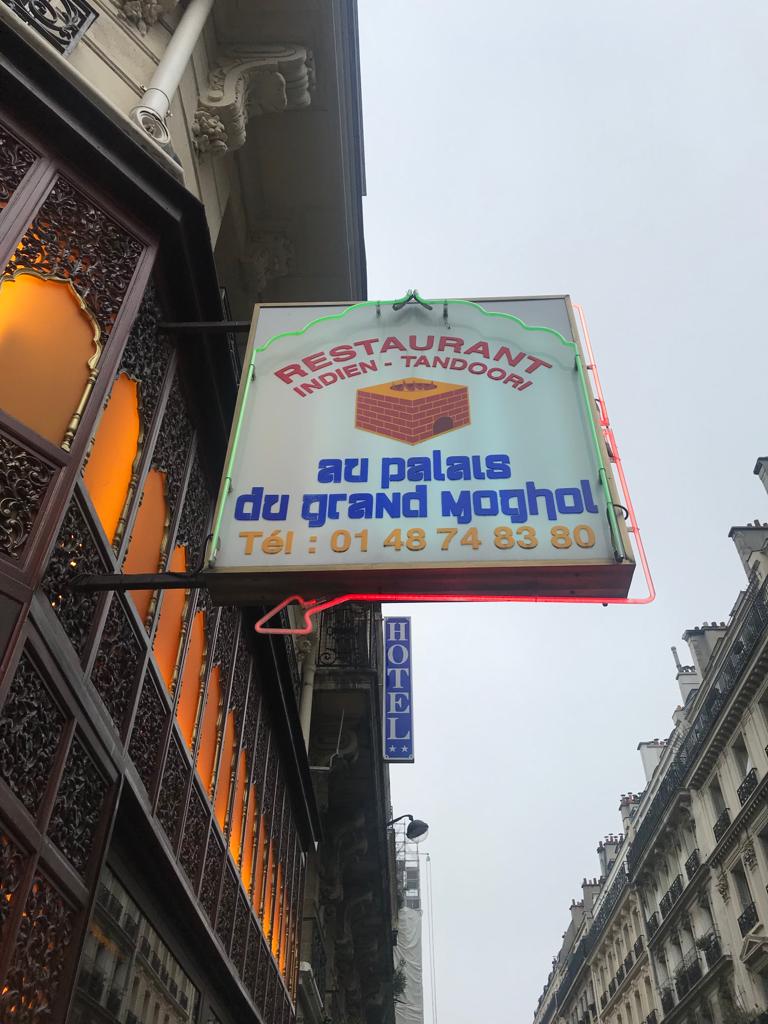 RESTAURANT
INDIEN - TANDOORI
au palais
du grand Moghol
Tél : 01 48 74 83 80
HOTEL